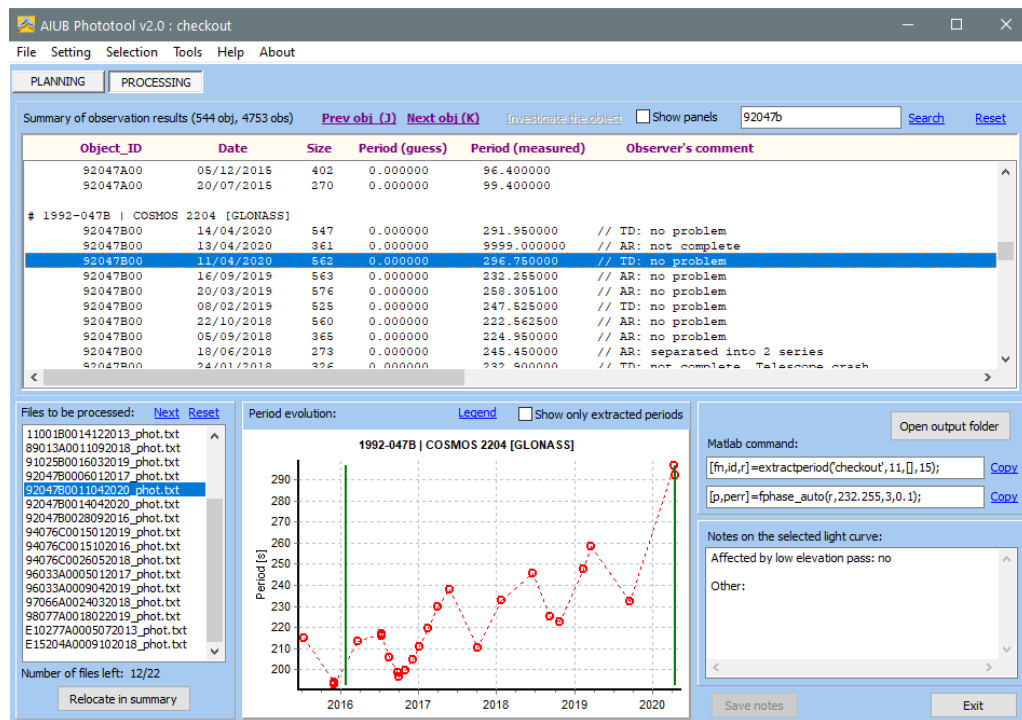 AIUB Phototool v2.0 : checkout
File Setting Selection Tools Help About
PLANNING PROCESSING
Summary of observation results (544 obj, 4753 obs) Prev obj (J) Next obj (K) Investigate the object Show panels 92047b Search Reset
Object_ID Date Size Period (guess) Period (measured) Observer's comment
92047A00 05/12/2015 402 0.000000 96.400000
92047A00 20/07/2015 270 0.000000 99.400000
# 1992-047B | COSMOS 2204 [GLONASS]
92047B00 14/04/2020 547 0.000000 291.950000 // TD: no problem
92047B00 13/04/2020 361 0.000000 9999.000000 // AR: not complete
92047B00 11/04/2020 562 0.000000 296.750000 // TD: no problem
92047B00 16/09/2019 563 0.000000 232.255000 // AR: no problem
92047B00 20/03/2019 576 0.000000 258.305100 // AR: no problem
92047B00 08/02/2019 525 0.000000 247.525000 // TD: no problem
92047B00 22/10/2018 560 0.000000 222.562500 // AR: no problem
92047B00 05/09/2018 365 0.000000 224.950000 // AR: no problem
92047B00 18/06/2018 273 0.000000 245.450000 // AR: separated into 2 series
92047B00 24/01/2018 326 0.000000 232.900000 // TD: not complete. Telescope crash
Files to be processed: Next Reset
11001B0014122013_phot.txt
89013A0011092018_phot.txt
91025B0016032019_phot.txt
92047B0006012017_phot.txt
92047B0011042020_phot.txt
92047B0014042020_phot.txt
92047B0028092016_phot.txt
94076C0015012019_phot.txt
94076C0015102016_phot.txt
94076C0026052018_phot.txt
96033A0005012017_phot.txt
96033A0009042019_phot.txt
97066A0024032018_phot.txt
98077A0018022019_phot.txt
E10277A0005072013_phot.txt
E15204A0009102018_phot.txt
Number of files left: 12/22
Relocate in summary
Period evolution: Legend Show only extracted periods
1992-047B | COSMOS 2204 [GLONASS]
Period [s]
290
280
270
260
250
240
230
220
210
200
2016 2017 2018 2019 2020
Open output folder
Matlab command:
[fn,id,r]=extractperiod('checkout',11,[],15); Copy
[p,perr]=fphase_auto(r,232.255,3,0.1); Copy
Notes on the selected light curve:
Affected by low elevation pass: no
Other:
Save notes Exit